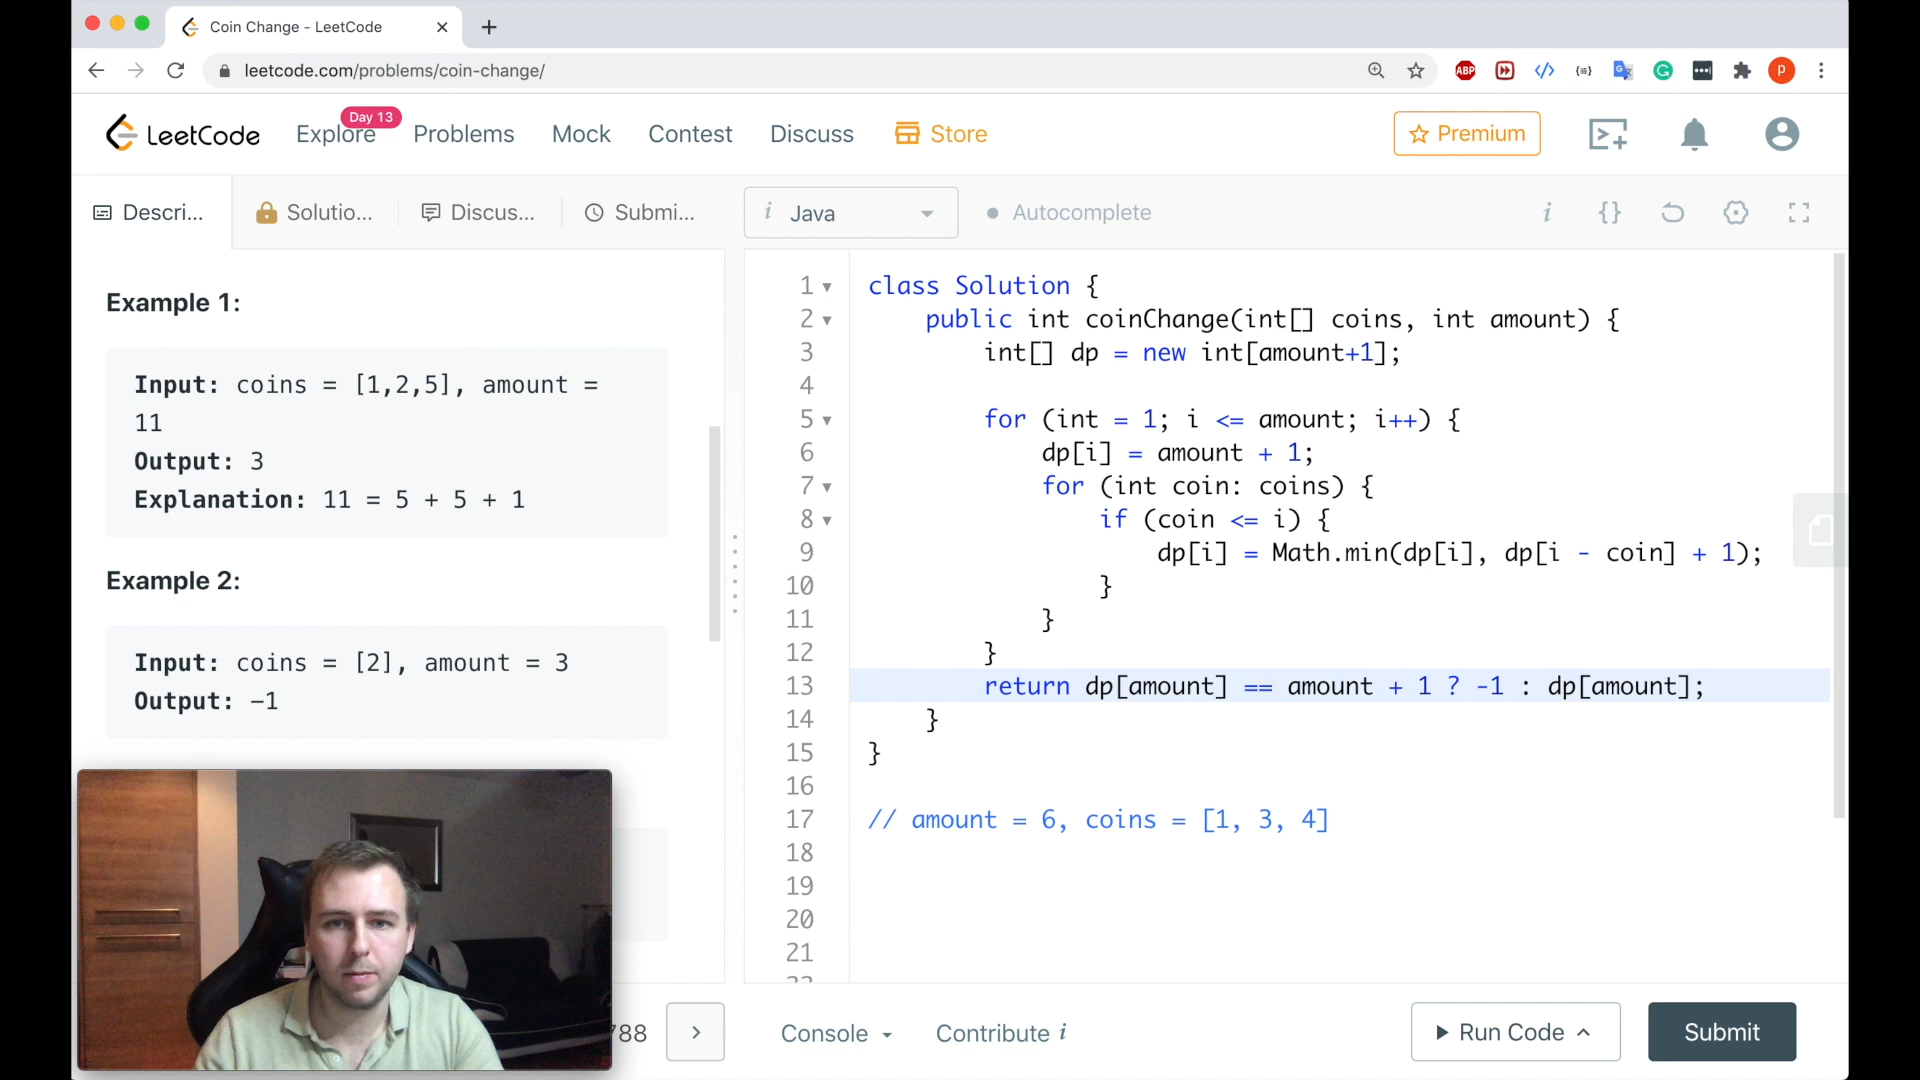 Coin Change - LeetCode
leetcode.com/problems/coin-change/
ABP
P
LeetCode
Explore
Day 13
Problems
Mock
Contest
Discuss
Store
Premium
Descri...
Solutio...
Discus...
Submi...
i Java
Autocomplete
i {}
Example 1:
Input: coins = [1,2,5], amount =
11
Output: 3
Explanation: 11 = 5 + 5 + 1
Example 2:
Input: coins = [2], amount = 3
Output: -1
1 class Solution {
2 public int coinChange(int[] coins, int amount) {
3 int[] dp = new int[amount+1];
4
5 for (int = 1; i <= amount; i++) {
6 dp[i] = amount + 1;
7 for (int coin: coins) {
8 if (coin <= i) {
9 dp[i] = Math.min(dp[i], dp[i - coin] + 1);
10 }
11 }
12 }
13 return dp[amount] == amount + 1 ? -1 : dp[amount];
14 }
15 }
16
17 // amount = 6, coins = [1, 3, 4]
18
19
20
21
788
Console
Contribute i
Run Code
Submit